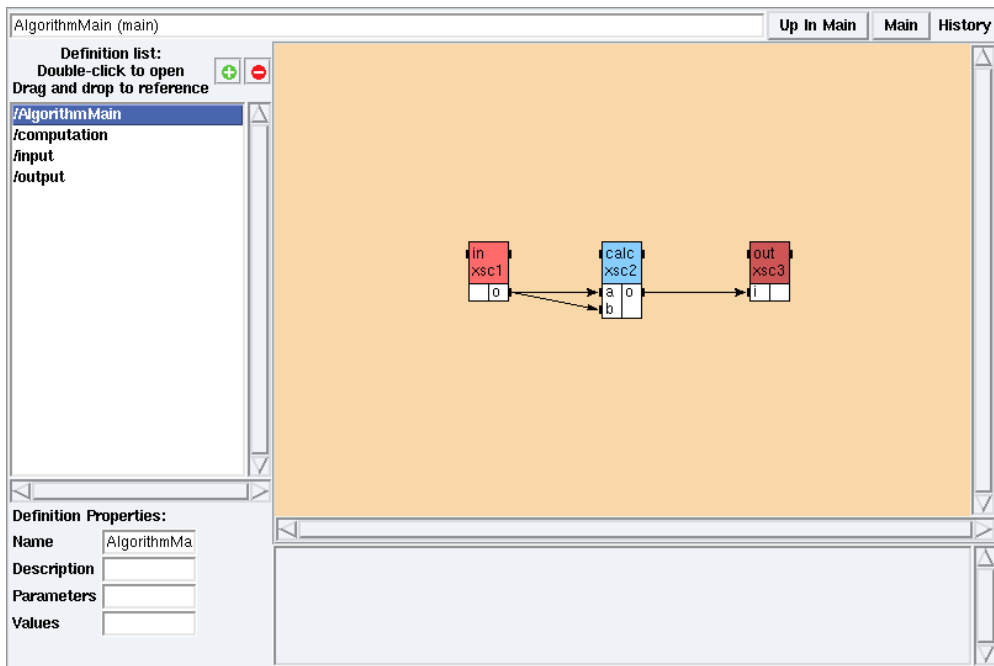 AlgorithmMain (main)
Up In Main
Main
History
Definition list:
Double-click to open
Drag and drop to reference
/AlgorithmMain
/computation
/input
/output
in
xsc1
o
calc
xsc2
a o
b
out
xsc3
i
Definition Properties:
Name AlgorithmMa
Description
Parameters
Values